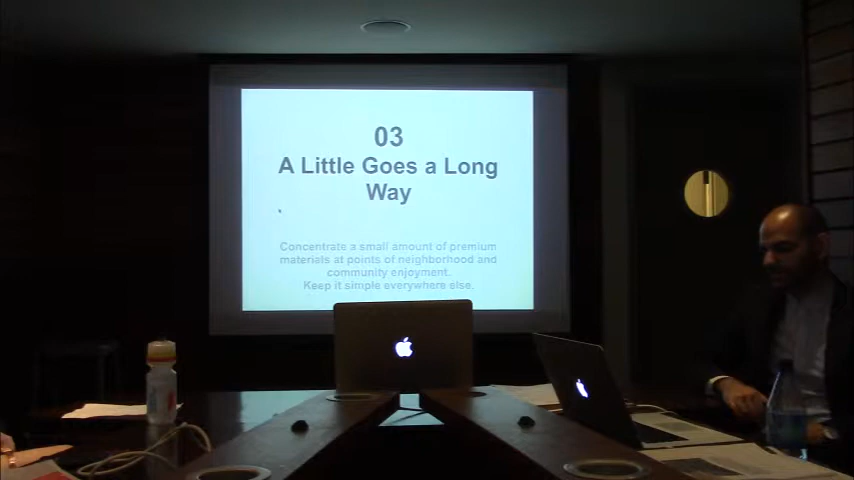 03
A Little Goes a Long
Way
Concentrate a small amount of premium
materials at points of neighborhood and
community enjoyment.
Keep it simple everywhere else.